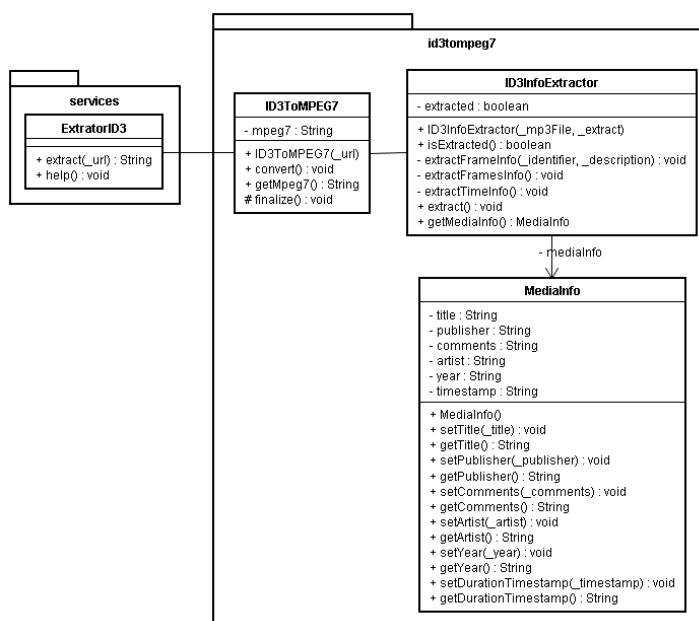 id3tompeg7
services
ExtratorID3
+ extract(_url) : String
+ help() : void
ID3ToMPEG7
- mpeg7 : String
+ ID3ToMPEG7(_url)
+ convert() : void
+ getMpeg7() : String
# finalize() : void
ID3InfoExtractor
- extracted : boolean
+ ID3InfoExtractor(_mp3File, _extract)
+ isExtracted() : boolean
- extractFrameInfo(_identifier, _description) : void
- extractFramesInfo() : void
- extractTimeInfo() : void
+ extract() : void
+ getMediaInfo() : MediaInfo
- mediaInfo
MediaInfo
- title : String
- publisher : String
- comments : String
- artist : String
- year : String
- timestamp : String
+ MediaInfo()
+ setTitle(_title) : void
+ getTitle() : String
+ setPublisher(_publisher) : void
+ getPublisher() : String
+ setComments(_comments) : void
+ getComments() : String
+ setArtist(_artist) : void
+ getArtist() : String
+ setYear(_year) : void
+ getYear() : String
+ setDurationTimestamp(_timestamp) : void
+ getDurationTimestamp() : String